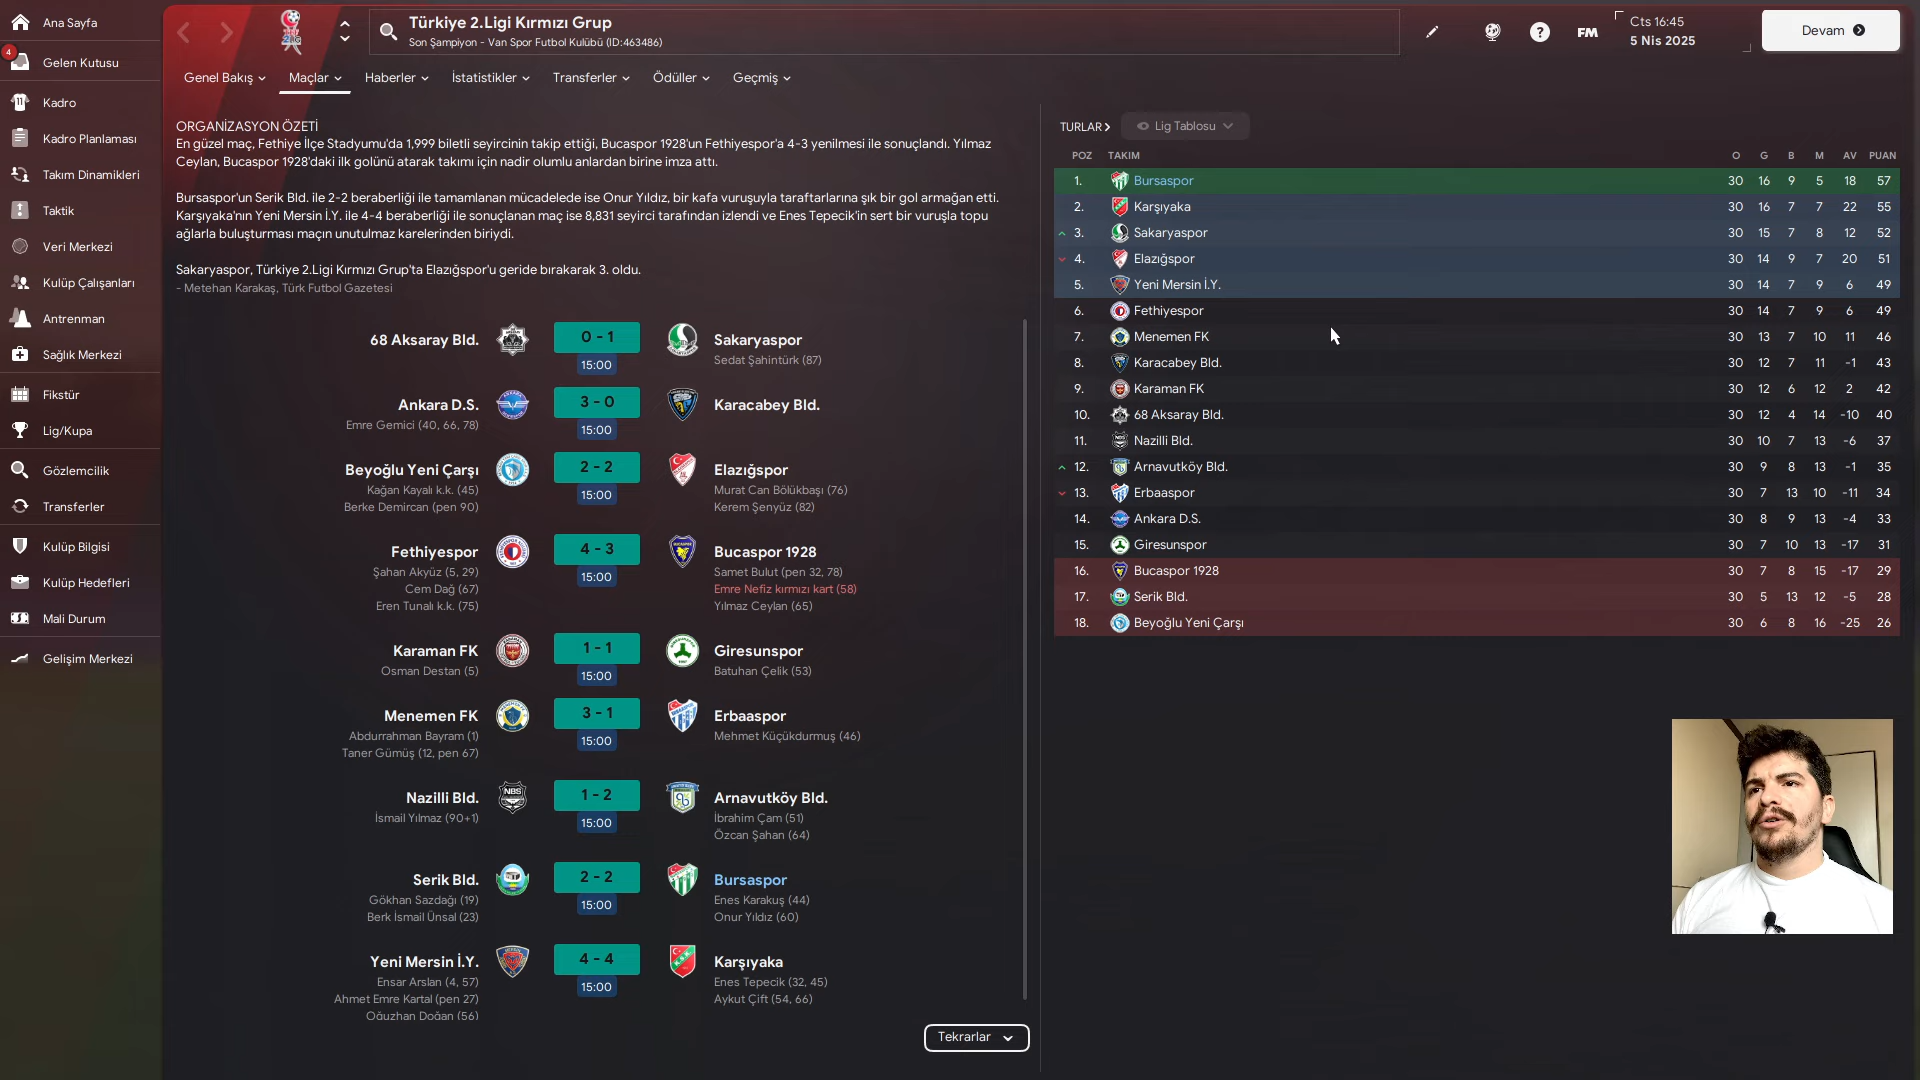 Ana Sayfa
4
Gelen Kutusu
Kadro
Kadro Planlaması
Takım Dinamikleri
Taktik
Veri Merkezi
Kulüp Çalışanları
Antrenman
Sağlık Merkezi
Fikstür
Lig/Kupa
Gözlemcilik
Transferler
Kulüp Bilgisi
Kulüp Hedefleri
Mali Durum
Gelişim Merkezi
Türkiye 2.Ligi Kırmızı Grup
Son Şampiyon - Van Spor Futbol Kulübü (ID:463486)
FM
Cts 16:45
5 Nis 2025
Devam
Genel Bakış Maçlar Haberler İstatistikler Transferler Ödüller Geçmiş
ORGANİZASYON ÖZETİ
En güzel maç, Fethiye İlçe Stadyumu'da 1,999 biletli seyircinin takip ettiği, Bucaspor 1928'un Fethiyespor'a 4-3 yenilmesi ile sonuçlandı. Yılmaz
Ceylan, Bucaspor 1928'daki ilk golünü atarak takımı için nadir olumlu anlardan birine imza attı.
Bursaspor'un Serik Bld. ile 2-2 beraberliği ile tamamlanan mücadelede ise Onur Yıldız, bir kafa vuruşuyla taraftarlarına şık bir gol armağan etti.
Karşıyaka'nın Yeni Mersin İ.Y. ile 4-4 beraberliği ile sonuçlanan maç ise 8,831 seyirci tarafından izlendi ve Enes Tepecik'in sert bir vuruşla topu
ağlarla buluşturması maçın unutulmaz karelerinden biriydi.
Sakaryaspor, Türkiye 2.Ligi Kırmızı Grup'ta Elazığspor'u geride bırakarak 3. oldu.
- Metehan Karakaş, Türk Futbol Gazetesi
68 Aksaray Bld. 0 - 1 Sakaryaspor
15:00 Sedat Şahintürk (87)
Ankara D.S. 3 - 0 Karacabey Bld.
Emre Gemici (40, 66, 78) 15:00
Beyoğlu Yeni Çarşı 2 - 2 Elazığspor
Kağan Kayalı k.k. (45) 15:00 Murat Can Bölükbaşı (76)
Berke Demircan (pen 90) Kerem Şenyüz (82)
Fethiyespor 4 - 3 Bucaspor 1928
Şahan Akyüz (5, 29) 15:00 Samet Bulut (pen 32, 78)
Cem Dağ (67) Emre Nefiz kırmızı kart (58)
Eren Tunalı k.k. (75) Yılmaz Ceylan (65)
Karaman FK 1 - 1 Giresunspor
Osman Destan (5) 15:00 Batuhan Çelik (53)
Menemen FK 3 - 1 Erbaaspor
Abdurrahman Bayram (1) 15:00 Mehmet Küçükdurmuş (46)
Taner Gümüş (12, pen 67)
Nazilli Bld. 1 - 2 Arnavutköy Bld.
İsmail Yılmaz (90+1) 15:00 İbrahim Çam (51)
Özcan Şahan (64)
Serik Bld. 2 - 2 Bursaspor
Gökhan Sazdağı (19) 15:00 Enes Karakuş (44)
Berk İsmail Ünsal (23) Onur Yıldız (60)
Yeni Mersin İ.Y. 4 - 4 Karşıyaka
Ensar Arslan (4, 57) 15:00 Enes Tepecik (32, 45)
Ahmet Emre Kartal (pen 27) Aykut Çift (54, 66)
Oğuzhan Doğan (56)
Tekrarlar
TURLAR Lig Tablosu
POZ TAKIM O G B M AV PUAN
1. Bursaspor 30 16 9 5 18 57
2. Karşıyaka 30 16 7 7 22 55
3. Sakaryaspor 30 15 7 8 12 52
4. Elazığspor 30 14 9 7 20 51
5. Yeni Mersin İ.Y. 30 14 7 9 6 49
6. Fethiyespor 30 14 7 9 6 49
7. Menemen FK 30 13 7 10 11 46
8. Karacabey Bld. 30 12 7 11 -1 43
9. Karaman FK 30 12 6 12 2 42
10. 68 Aksaray Bld. 30 12 4 14 -10 40
11. Nazilli Bld. 30 10 7 13 -6 37
12. Arnavutköy Bld. 30 9 8 13 -1 35
13. Erbaaspor 30 7 13 10 -11 34
14. Ankara D.S. 30 8 9 13 -4 33
15. Giresunspor 30 7 10 13 -17 31
16. Bucaspor 1928 30 7 8 15 -17 29
17. Serik Bld. 30 5 13 12 -5 28
18. Beyoğlu Yeni Çarşı 30 6 8 16 -25 26